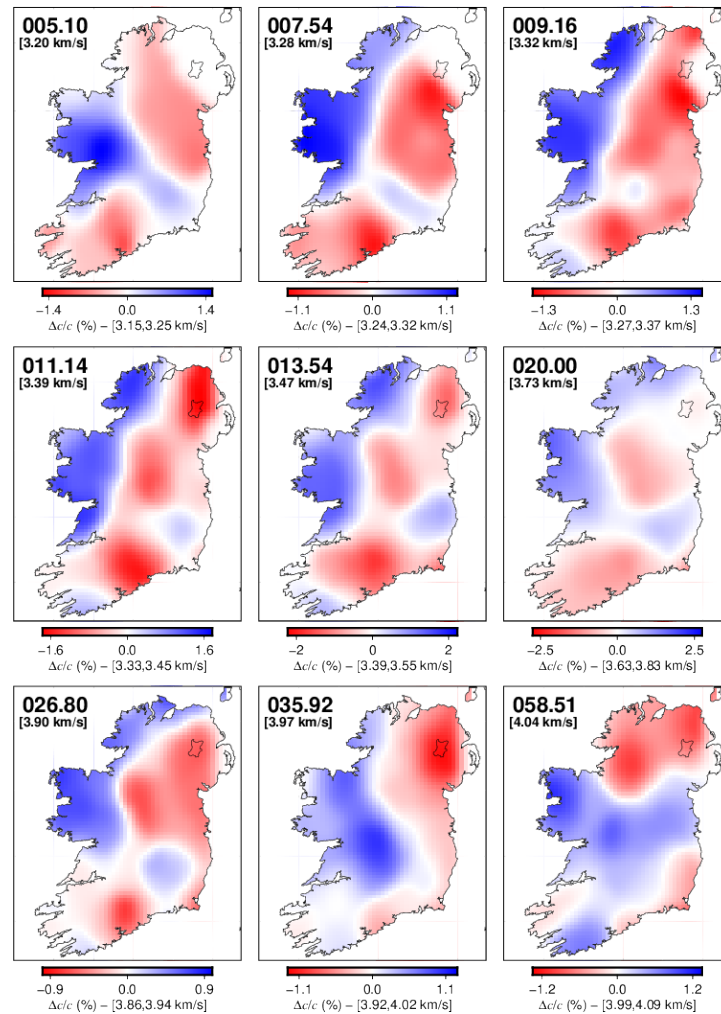 005.10
[3.20 km/s]
007.54
[3.28 km/s]
009.16
[3.32 km/s]
−1.4 0.0 1.4
Δc/c (%) − [3.15,3.25 km/s]
−1.1 0.0 1.1
Δc/c (%) − [3.24,3.32 km/s]
−1.3 0.0 1.3
Δc/c (%) − [3.27,3.37 km/s]
011.14
[3.39 km/s]
013.54
[3.47 km/s]
020.00
[3.73 km/s]
−1.6 0.0 1.6
Δc/c (%) − [3.33,3.45 km/s]
−2 0 2
Δc/c (%) − [3.39,3.55 km/s]
−2.5 0.0 2.5
Δc/c (%) − [3.63,3.83 km/s]
026.80
[3.90 km/s]
035.92
[3.97 km/s]
058.51
[4.04 km/s]
−0.9 0.0 0.9
Δc/c (%) − [3.86,3.94 km/s]
−1.1 0.0 1.1
Δc/c (%) − [3.92,4.02 km/s]
−1.2 0.0 1.2
Δc/c (%) − [3.99,4.09 km/s]